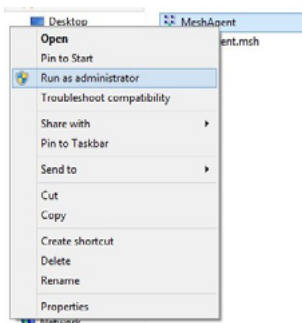 Desktop
MeshAgent
Open
ent.msh
Pin to Start
Run as administrator
Troubleshoot compatibility
Share with
Pin to Taskbar
Send to
Cut
Copy
Create shortcut
Delete
Rename
Properties
Network